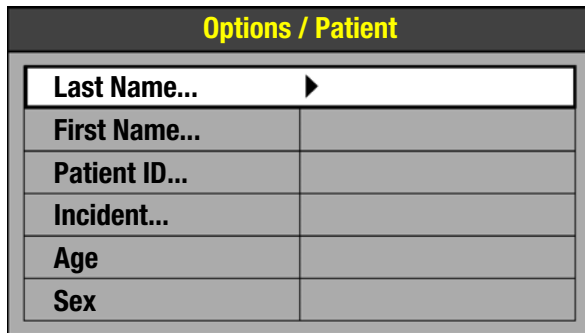 Options / Patient
Last Name...
First Name...
Patient ID...
Incident...
Age
Sex